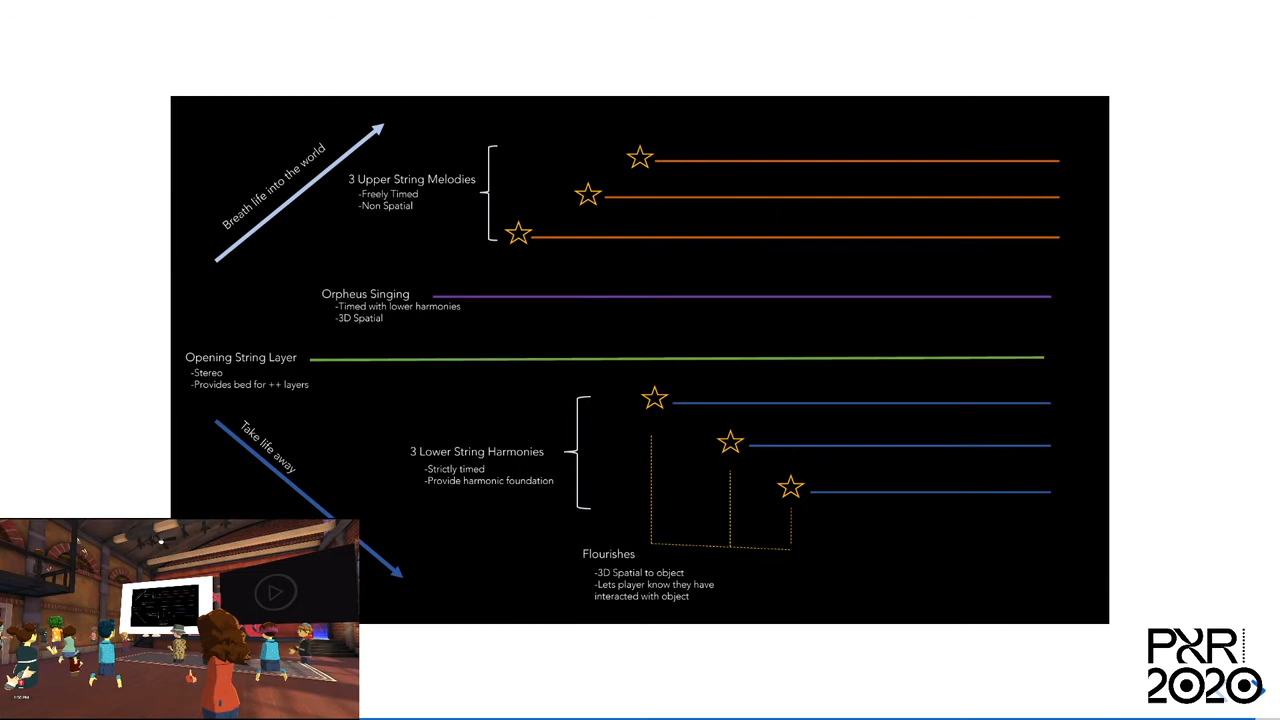 Breath life into the world
3 Upper String Melodies
-Freely Timed
-Non Spatial
Orpheus Singing
-Timed with lower harmonies
-3D Spatial
Opening String Layer
-Stereo
-Provides bed for ++ layers
Take life away
3 Lower String Harmonies
-Strictly timed
-Provide harmonic foundation
Flourishes
-3D Spatial to object
-Lets player know they have
interacted with object
PXR
2020